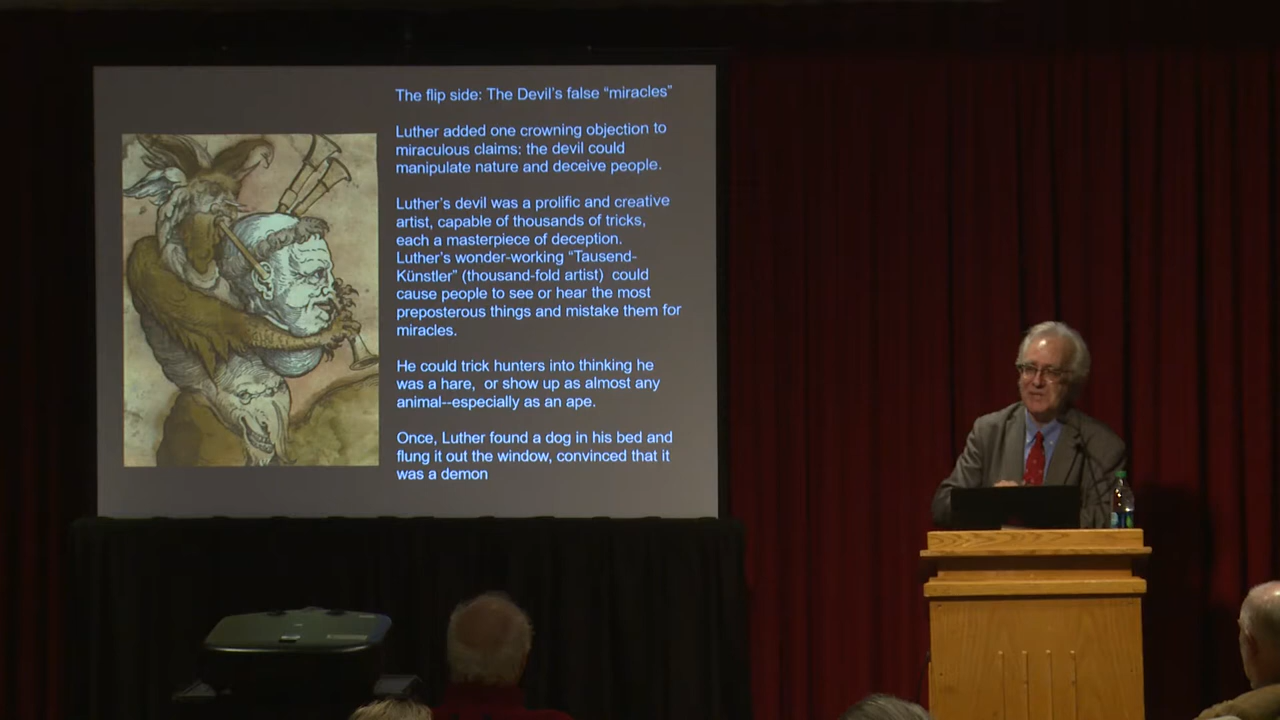 The flip side: The Devil's false “miracles”
Luther added one crowning objection to
miraculous claims: the devil could
manipulate nature and deceive people.
Luther's devil was a prolific and creative
artist, capable of thousands of tricks,
each a masterpiece of deception.
Luther's wonder-working “Tausend-
Künstler” (thousand-fold artist)  could
cause people to see or hear the most
preposterous things and mistake them for
miracles.
He could trick hunters into thinking he
was a hare,  or show up as almost any
animal--especially as an ape.
Once, Luther found a dog in his bed and
flung it out the window, convinced that it
was a demon